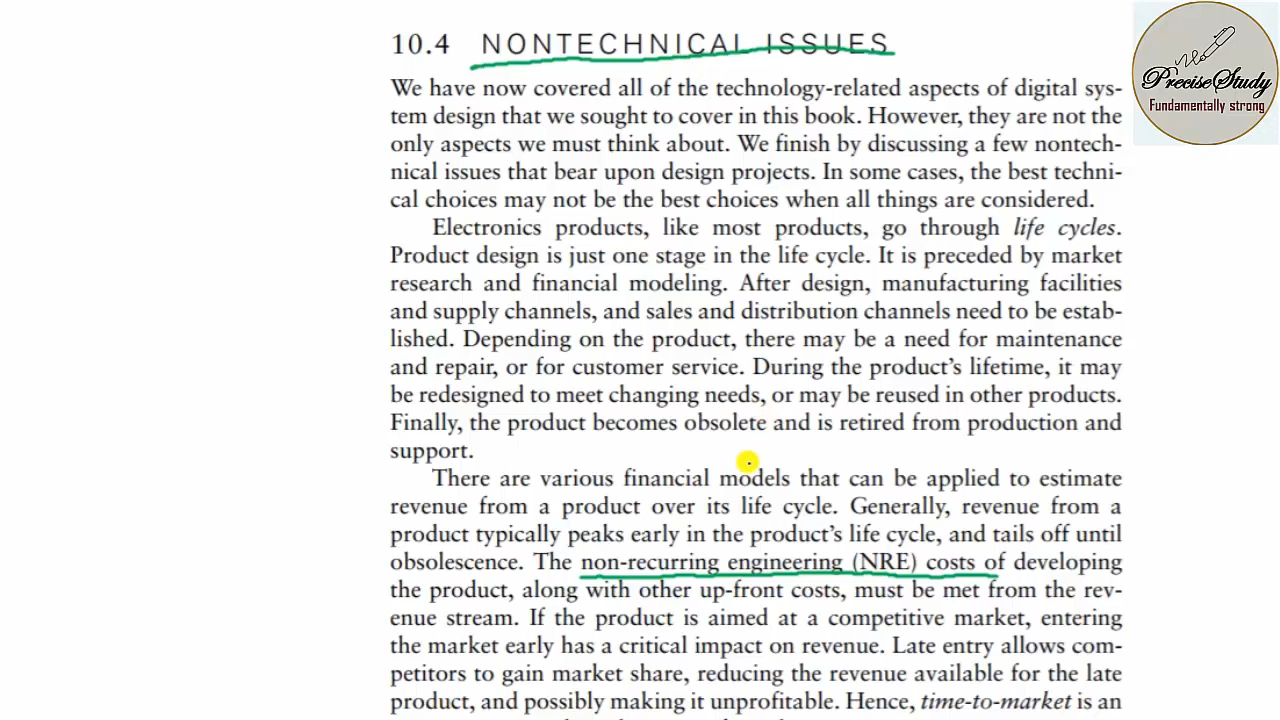 10.4 NONTECHNICAL ISSUES
We have now covered all of the technology-related aspects of digital sys-
tem design that we sought to cover in this book. However, they are not the
only aspects we must think about. We finish by discussing a few nontech-
nical issues that bear upon design projects. In some cases, the best techni-
cal choices may not be the best choices when all things are considered.
Electronics products, like most products, go through life cycles.
Product design is just one stage in the life cycle. It is preceded by market
research and financial modeling. After design, manufacturing facilities
and supply channels, and sales and distribution channels need to be estab-
lished. Depending on the product, there may be a need for maintenance
and repair, or for customer service. During the product’s lifetime, it may
be redesigned to meet changing needs, or may be reused in other products.
Finally, the product becomes obsolete and is retired from production and
support.
There are various financial models that can be applied to estimate
revenue from a product over its life cycle. Generally, revenue from a
product typically peaks early in the product’s life cycle, and tails off until
obsolescence. The non-recurring engineering (NRE) costs of developing
the product, along with other up-front costs, must be met from the rev-
enue stream. If the product is aimed at a competitive market, entering
the market early has a critical impact on revenue. Late entry allows com-
petitors to gain market share, reducing the revenue available for the late
product, and possibly making it unprofitable. Hence, time-to-market is an
PreciseStudy
Fundamentally strong